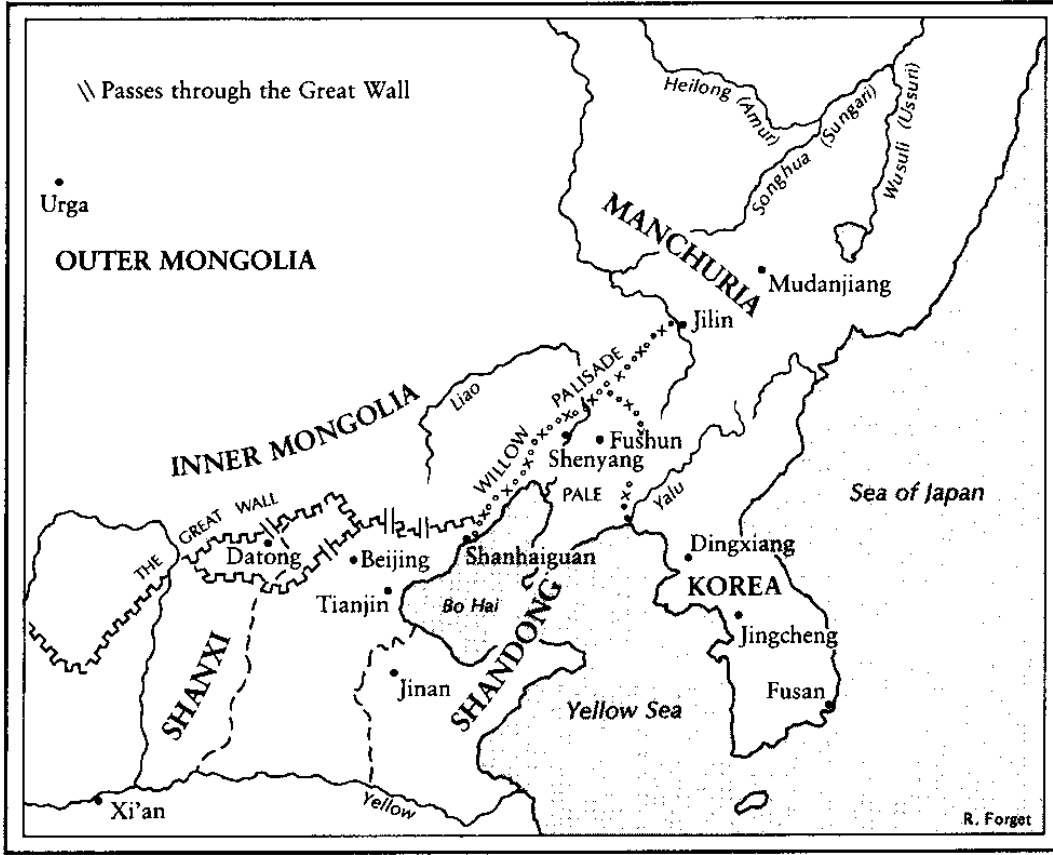 \\ Passes through the Great Wall
Heilong (Amur)
Songhua (Sungari)
Wusuli (Ussuri)
Urga
OUTER MONGOLIA
MANCHURIA
Mudanjiang
Jilin
Liao
INNER MONGOLIA
WILLOW PALISADE
Fushun
Shenyang
PALE
Yalu
Sea of Japan
THE GREAT WALL
Datong
Beijing
Shanhaiguan
Dingxiang
Tianjin
Bo Hai
KOREA
Jingcheng
SHANXI
SHANDONG
Jinan
Fusan
Yellow Sea
Xi'an
Yellow
R. Forget